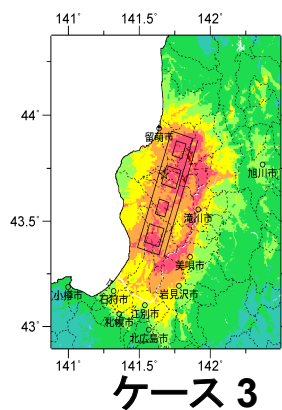 141° 141.5° 142°
44°
留萌市
旭川市
43.5°
滝川市
美唄市
小樽市
石狩市
岩見沢市
江別市
札幌市
43°
北広島市
141° 141.5° 142°
ケース 3